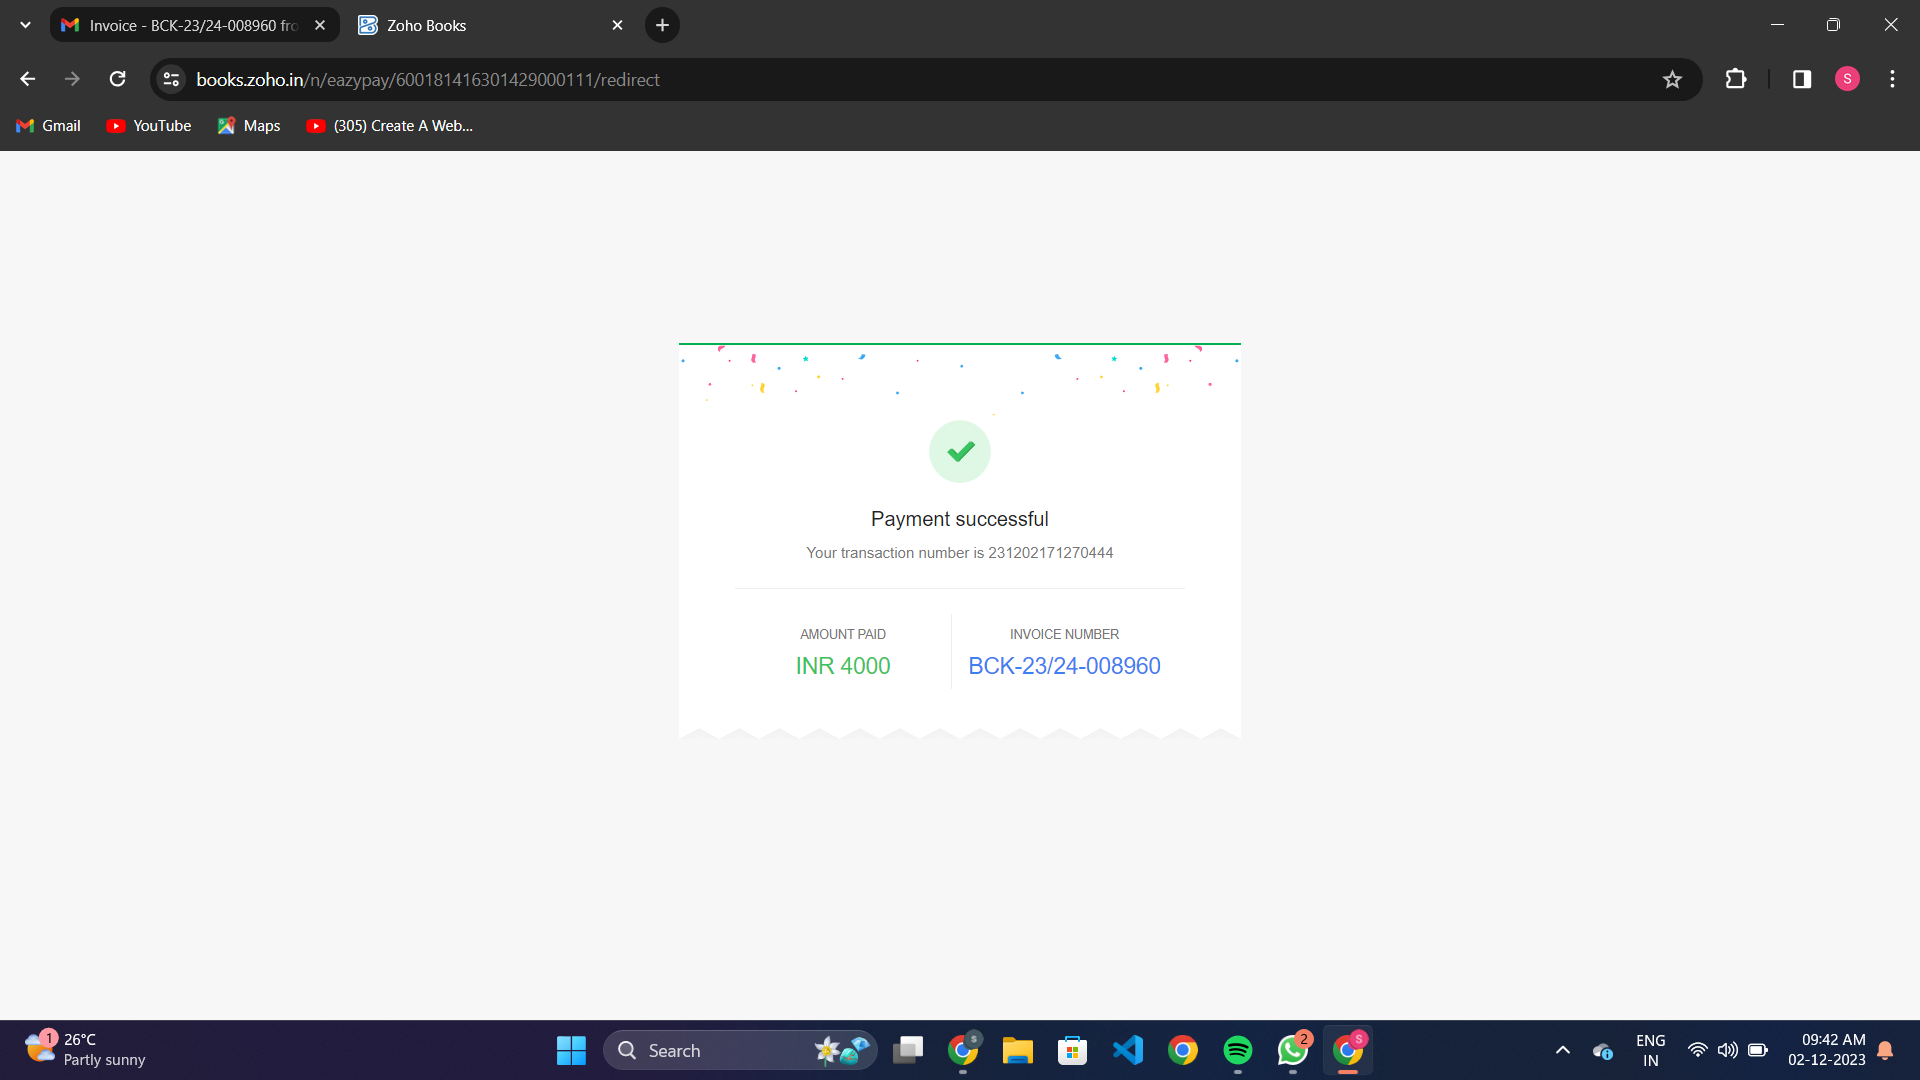 Invoice - BCK-23/24-008960 fro
Zoho Books
books.zoho.in/n/eazypay/600181416301429000111/redirect
S
Gmail
YouTube
Maps
(305) Create A Web...
Payment successful
Your transaction number is 231202171270444
AMOUNT PAID
INVOICE NUMBER
INR 4000
BCK-23/24-008960
1
26°C
Partly sunny
Search
S
2
S
ENG
IN
09:42 AM
02-12-2023